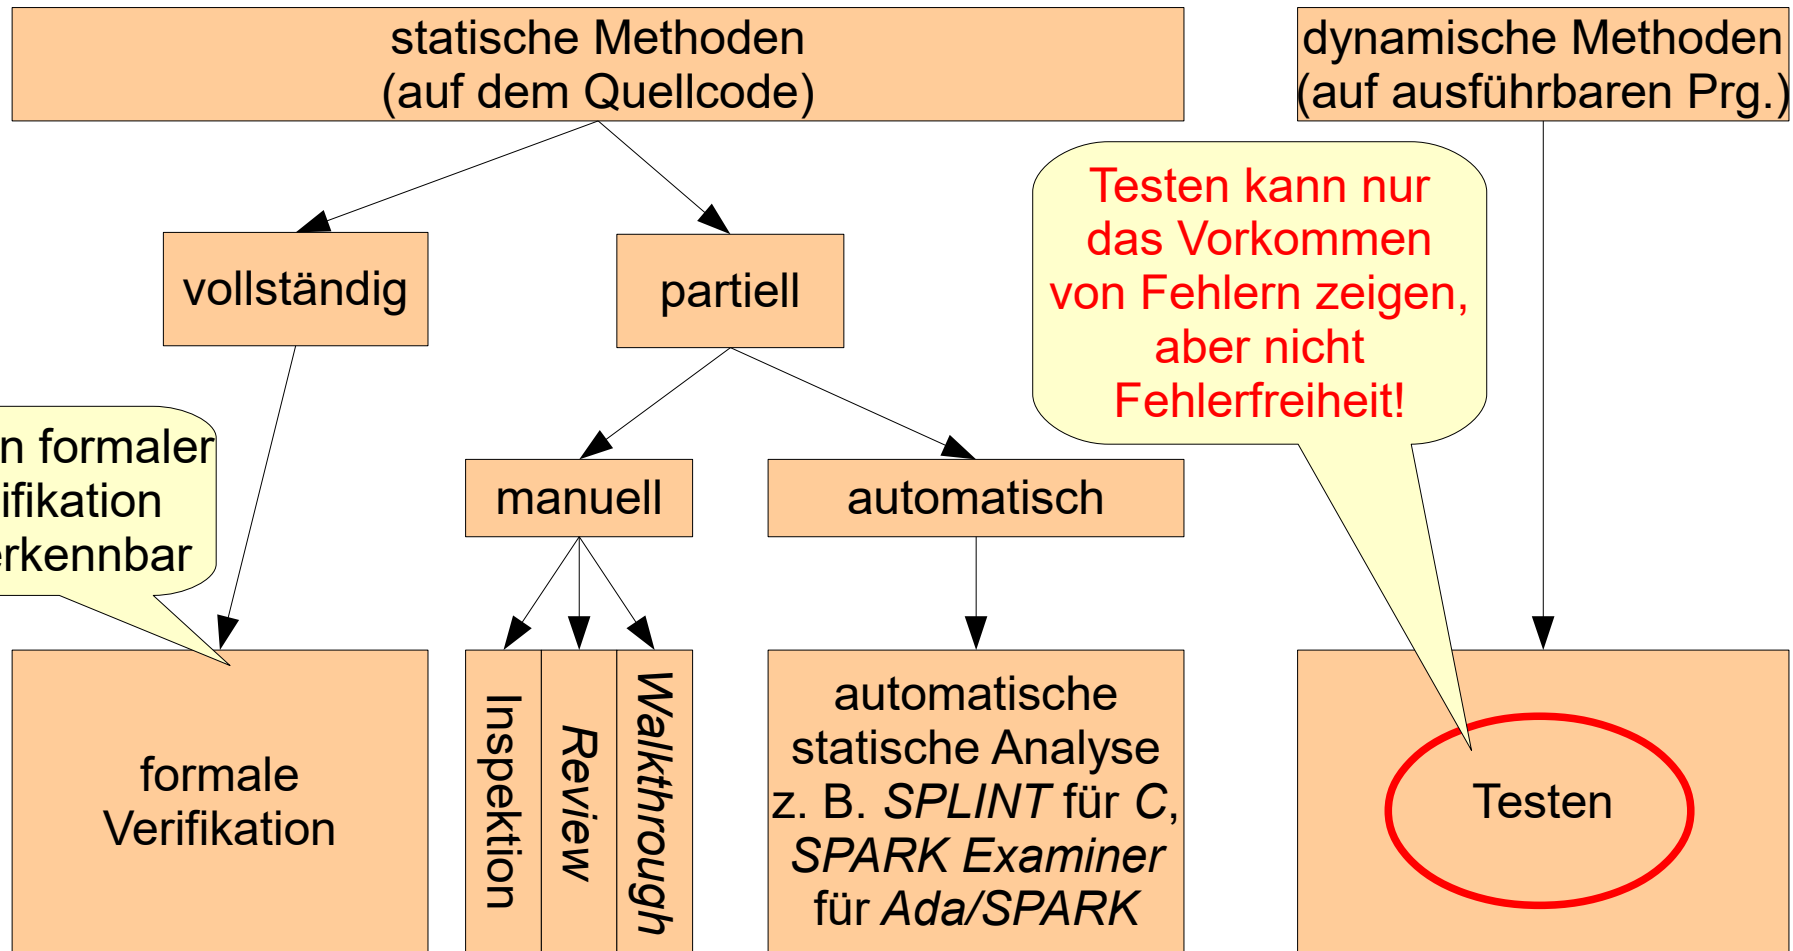 statische Methoden
(auf dem Quellcode)
dynamische Methoden
(auf ausführbaren Prg.)
vollständig
partiell
Testen kann nur
das Vorkommen
von Fehlern zeigen,
aber nicht
Fehlerfreiheit!
formaler
manuell
automatisch
formale
Verifikation
Inspektion
Review
Walkthrough
automatische
statische Analyse
z. B. SPLINT für C,
SPARK Examiner
für Ada/SPARK
Testen